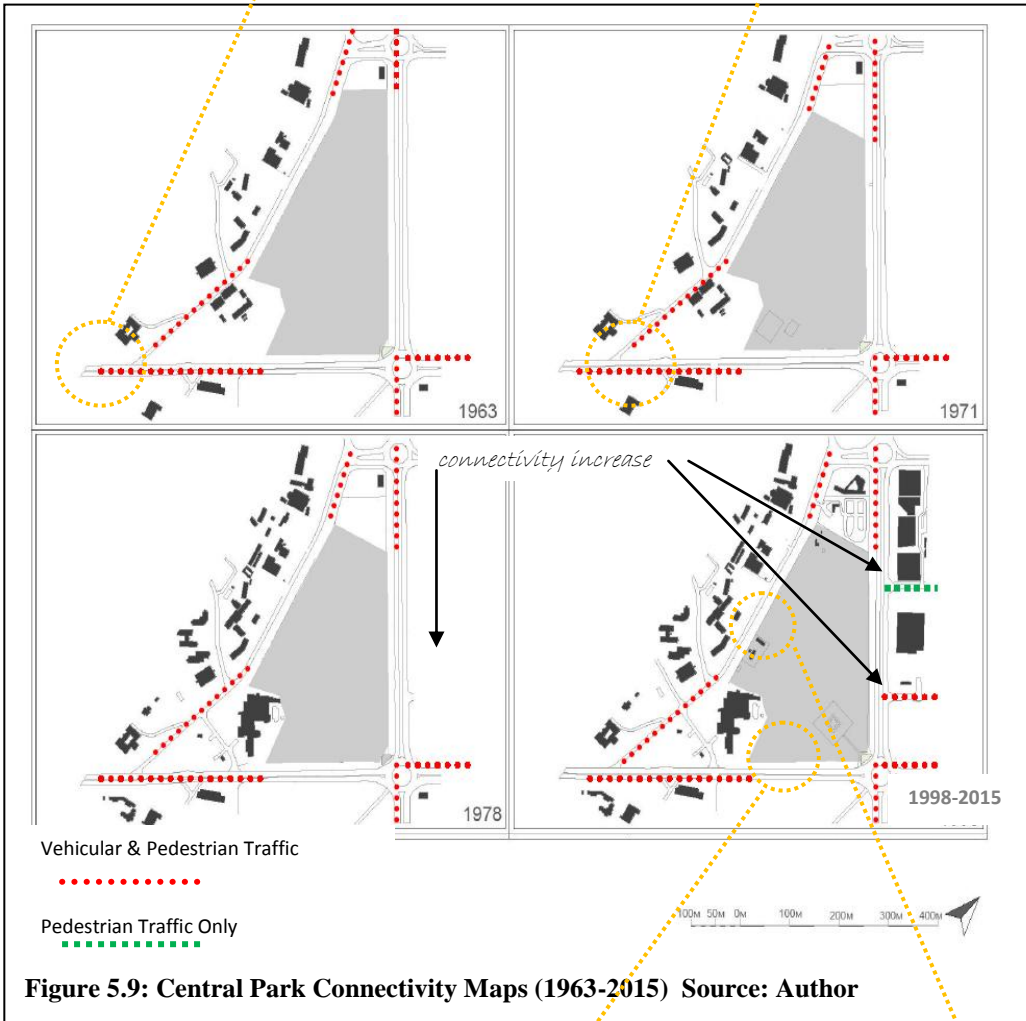 1963
1971
connectivity increase
1978
1998-2015
Vehicular & Pedestrian Traffic
Pedestrian Traffic Only
100M 50M 0M 100M 200M 300M 400M
Figure 5.9: Central Park Connectivity Maps (1963-2015) Source: Author